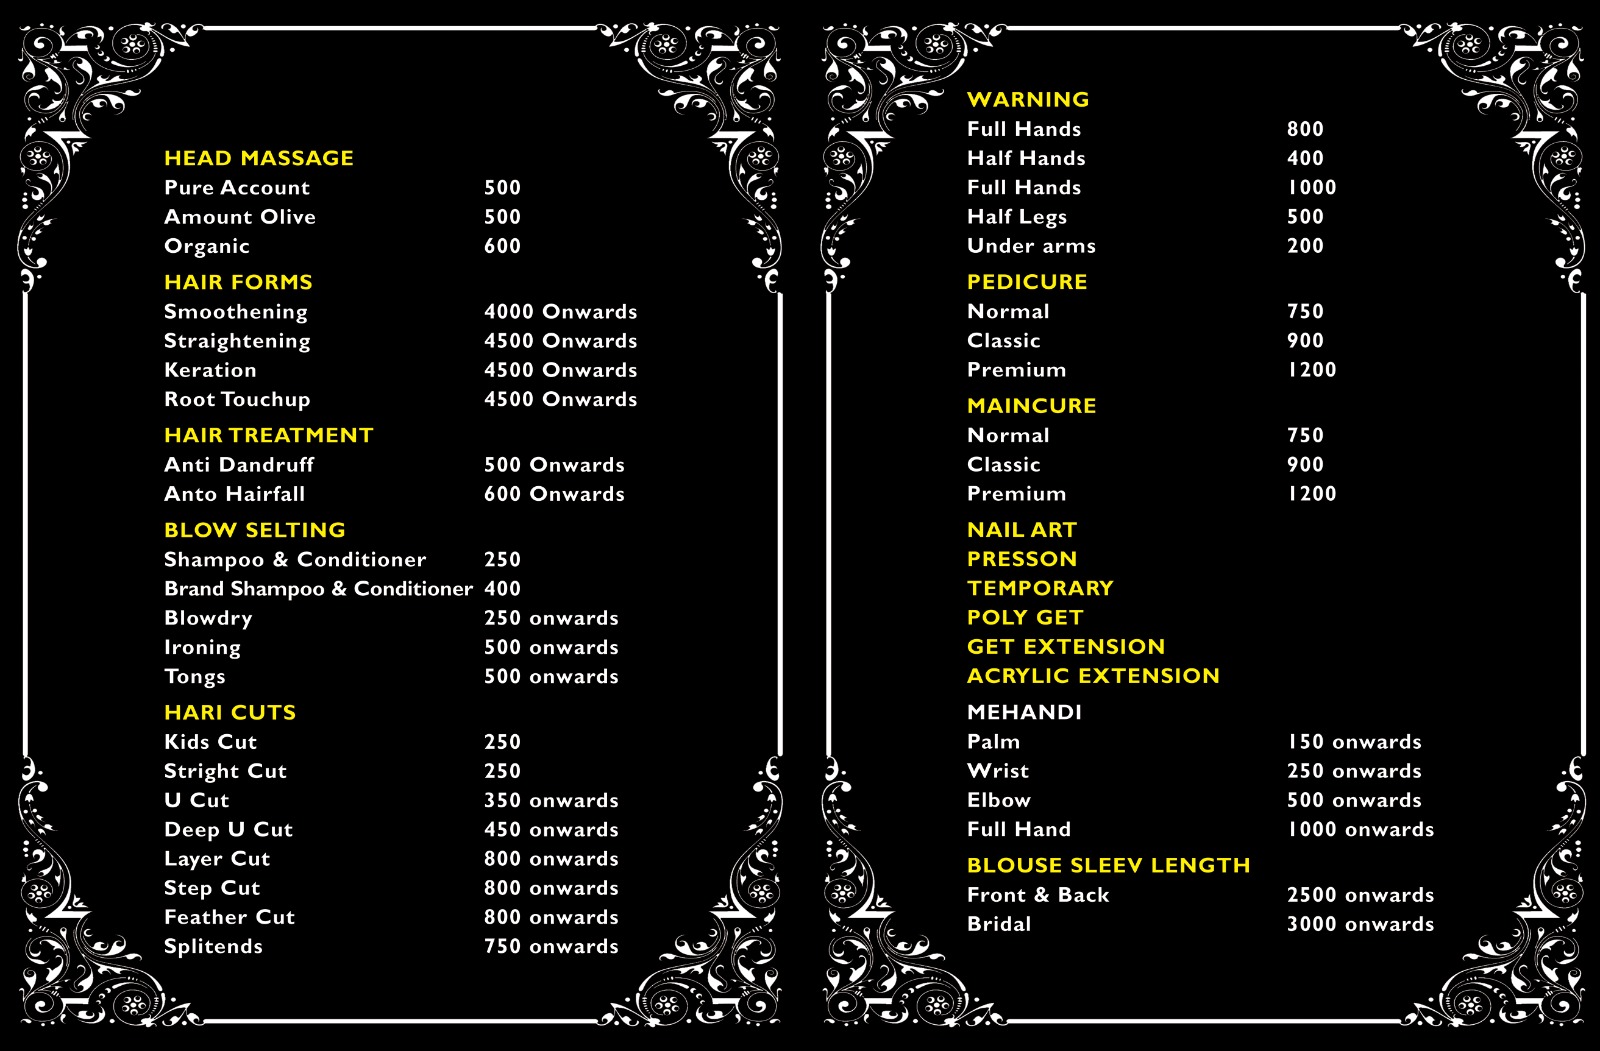 HEAD MASSAGE
Pure Account 500
Amount Olive 500
Organic 600
HAIR FORMS
Smoothening 4000 Onwards
Straightening 4500 Onwards
Keration 4500 Onwards
Root Touchup 4500 Onwards
HAIR TREATMENT
Anti Dandruff 500 Onwards
Anto Hairfall 600 Onwards
BLOW SELTING
Shampoo & Conditioner 250
Brand Shampoo & Conditioner 400
Blowdry 250 onwards
Ironing 500 onwards
Tongs 500 onwards
HARI CUTS
Kids Cut 250
Stright Cut 250
U Cut 350 onwards
Deep U Cut 450 onwards
Layer Cut 800 onwards
Step Cut 800 onwards
Feather Cut 800 onwards
Splitends 750 onwards
WARNING
Full Hands 800
Half Hands 400
Full Hands 1000
Half Legs 500
Under arms 200
PEDICURE
Normal 750
Classic 900
Premium 1200
MAINCURE
Normal 750
Classic 900
Premium 1200
NAIL ART
PRESSON
TEMPORARY
POLY GET
GET EXTENSION
ACRYLIC EXTENSION
MEHANDI
Palm 150 onwards
Wrist 250 onwards
Elbow 500 onwards
Full Hand 1000 onwards
BLOUSE SLEEV LENGTH
Front & Back 2500 onwards
Bridal 3000 onwards